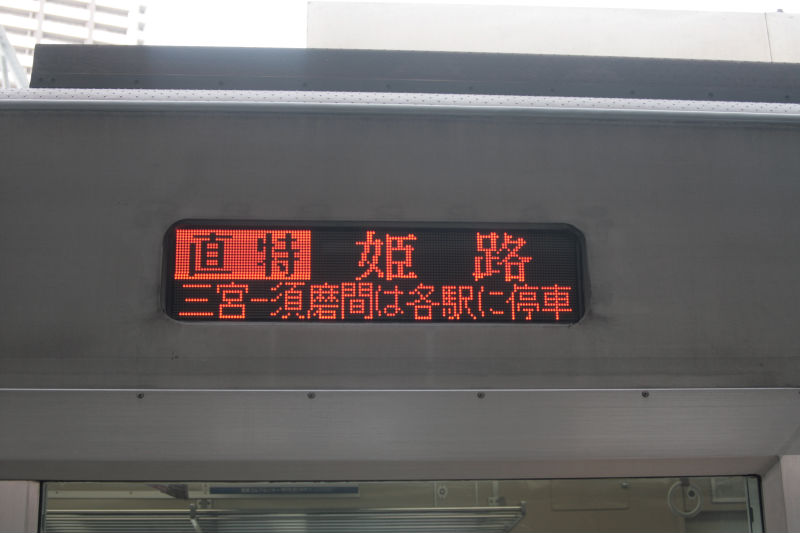 直特 姫路
三宮-須磨間は各駅に停車